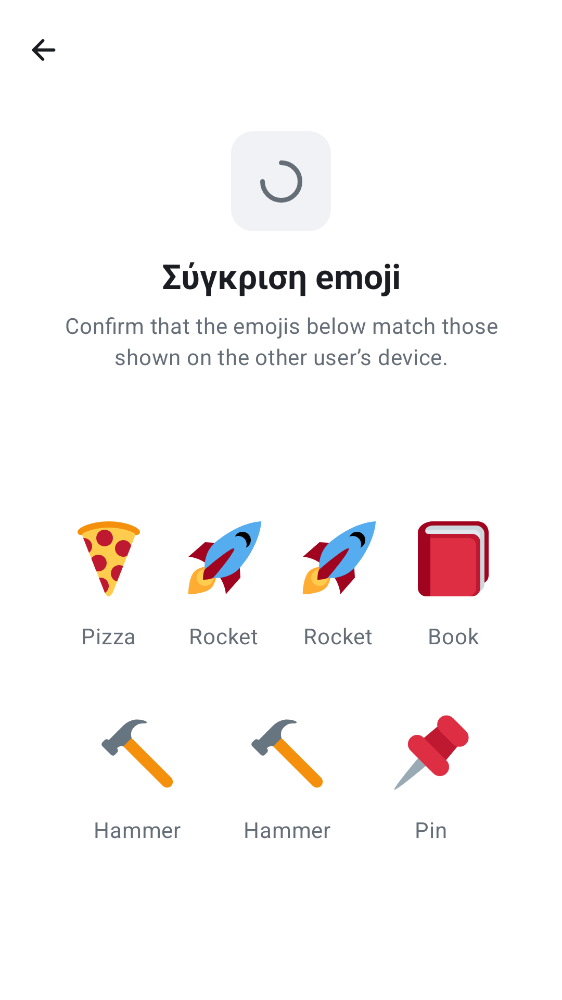 Σύγκριση emoji
Confirm that the emojis below match those
shown on the other user’s device.
Pizza Rocket Rocket Book
Hammer Hammer Pin